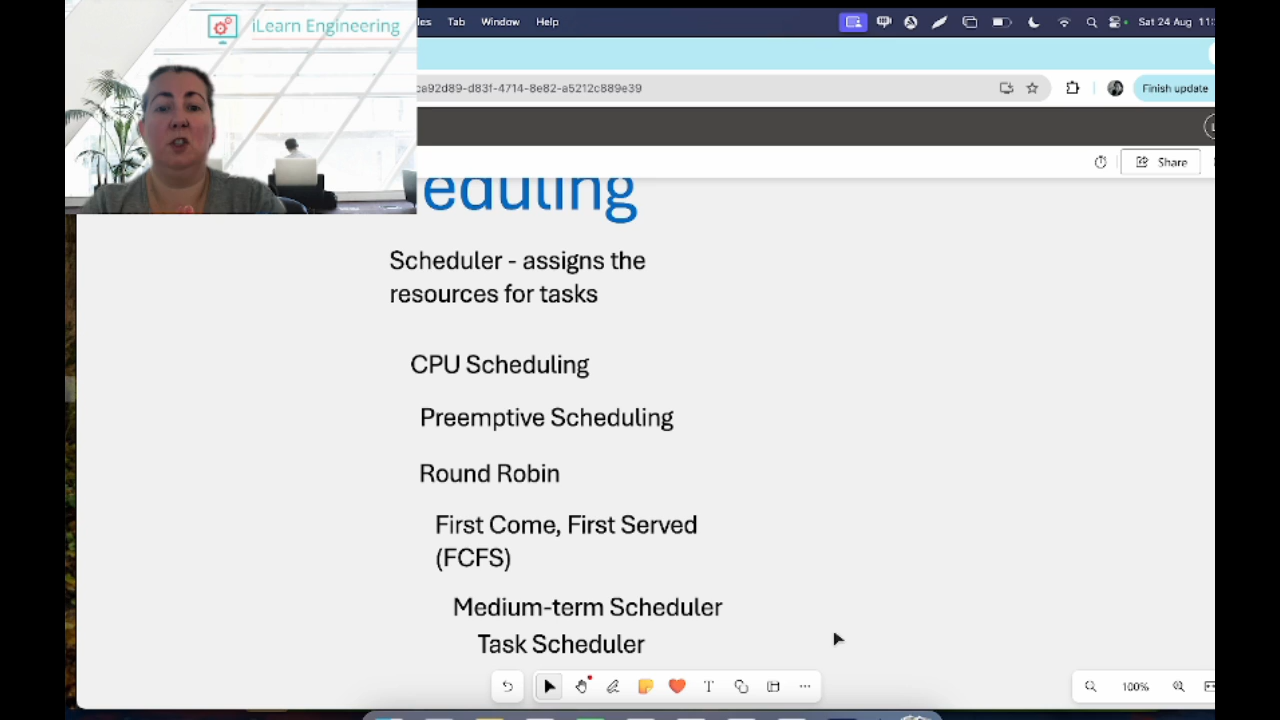 iLearn Engineering
Tab Window Help
Sat 24 Aug
ca92d89-d83f-4714-8e82-a5212c889e39
Finish update
Share
eduling
Scheduler - assigns the
resources for tasks
CPU Scheduling
Preemptive Scheduling
Round Robin
First Come, First Served
(FCFS)
Medium-term Scheduler
Task Scheduler
100%